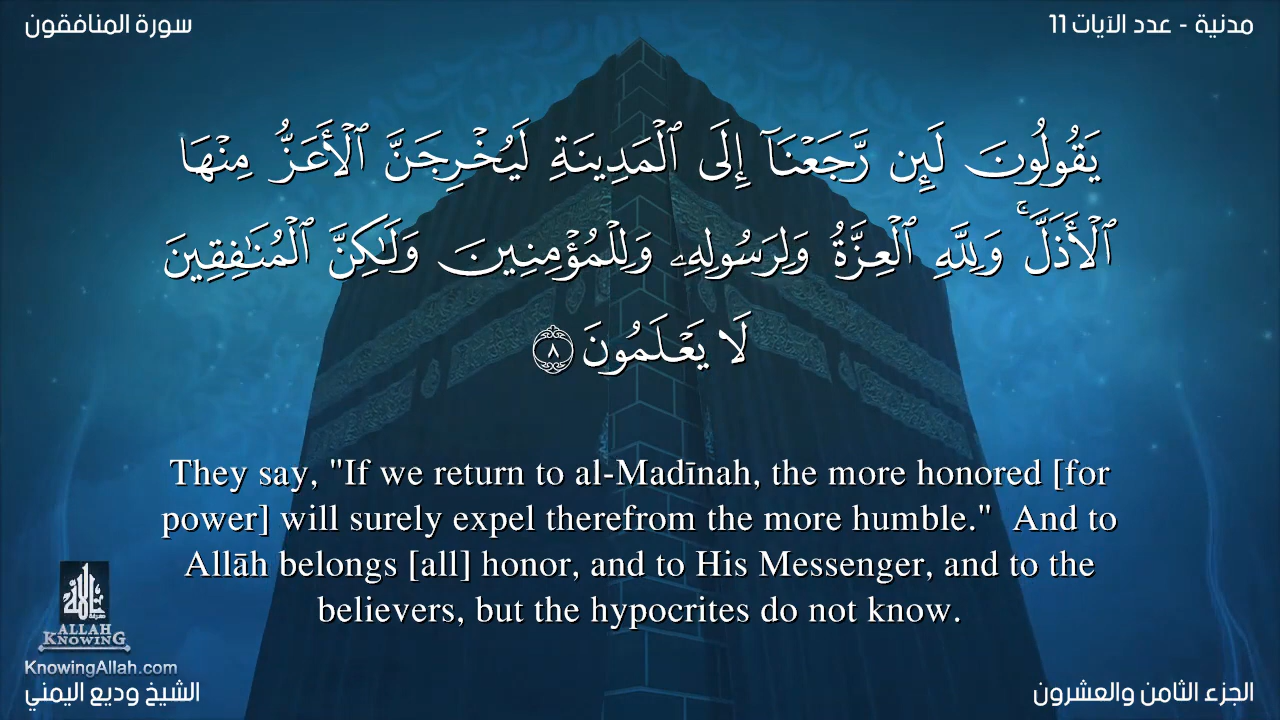 سورة المنافقون
مدنية - عدد الآيات 11
يَقُولُونَ لَئِن رَّجَعْنَآ إِلَى ٱلْمَدِينَةِ لَيُخْرِجَنَّ ٱلْأَعَزُّ مِنْهَا
ٱلْأَذَلَّ ۚ وَلِلَّهِ ٱلْعِزَّةُ وَلِرَسُولِهِۦ وَلِلْمُؤْمِنِينَ وَلَـٰكِنَّ ٱلْمُنَـٰفِقِينَ
لَا يَعْلَمُونَ ٨
They say, "If we return to al-Madīnah, the more honored [for
power] will surely expel therefrom the more humble."  And to
Allāh belongs [all] honor, and to His Messenger, and to the
believers, but the hypocrites do not know.
ALLAH
KNOWING
KnowingAllah.com
الشيخ وديع اليمني
الجزء الثامن والعشرون